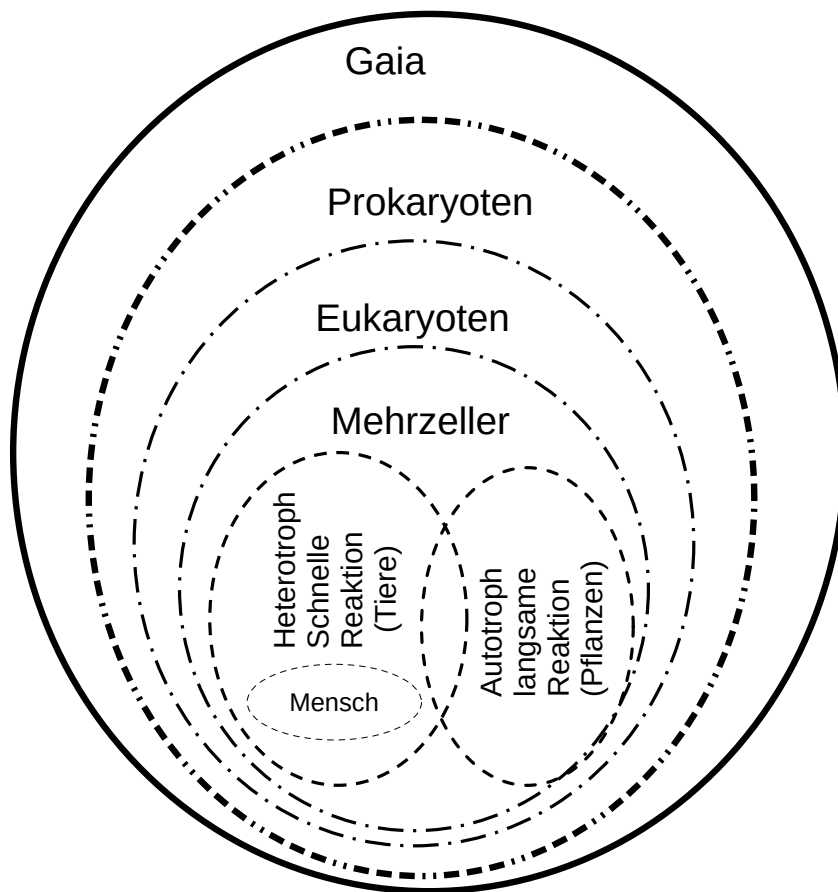 Gaia
Prokaryoten
Eukaryoten
Mehrzeller
Heterotroph
Schnelle
Reaktion
(Tiere)
Autotroph
langsame
Reaktion
(Pflanzen)
Mensch